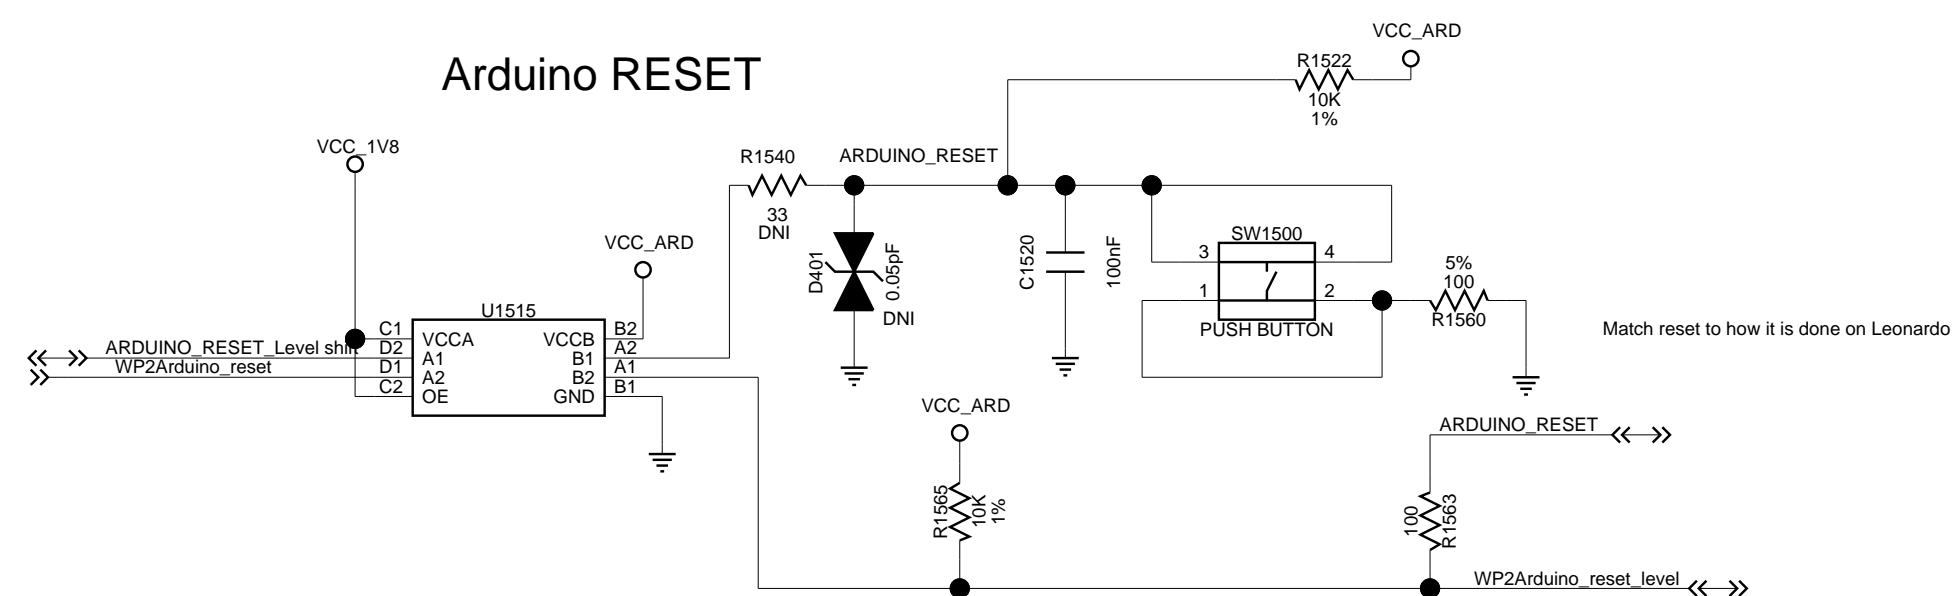 VCC_ARD
R1522
10K
1%
Arduino RESET
VCC_1V8
R1540
33
DNI
ARDUINO_RESET
VCC_ARD
D401
0.05pF
DNI
C1520
100nF
SW1500
3
4
1
2
PUSH BUTTON
5%
100
R1560
Match reset to how it is done on Leonardo
U1515
ARDUINO_RESET_Level shift
WP2Arduino_reset
C1
D2
D1
C2
VCCA
A1
A2
OE
VCCB
B1
B2
GND
B2
A2
A1
B1
VCC_ARD
R1565
10K
1%
ARDUINO_RESET
100
R1563
WP2Arduino_reset_level